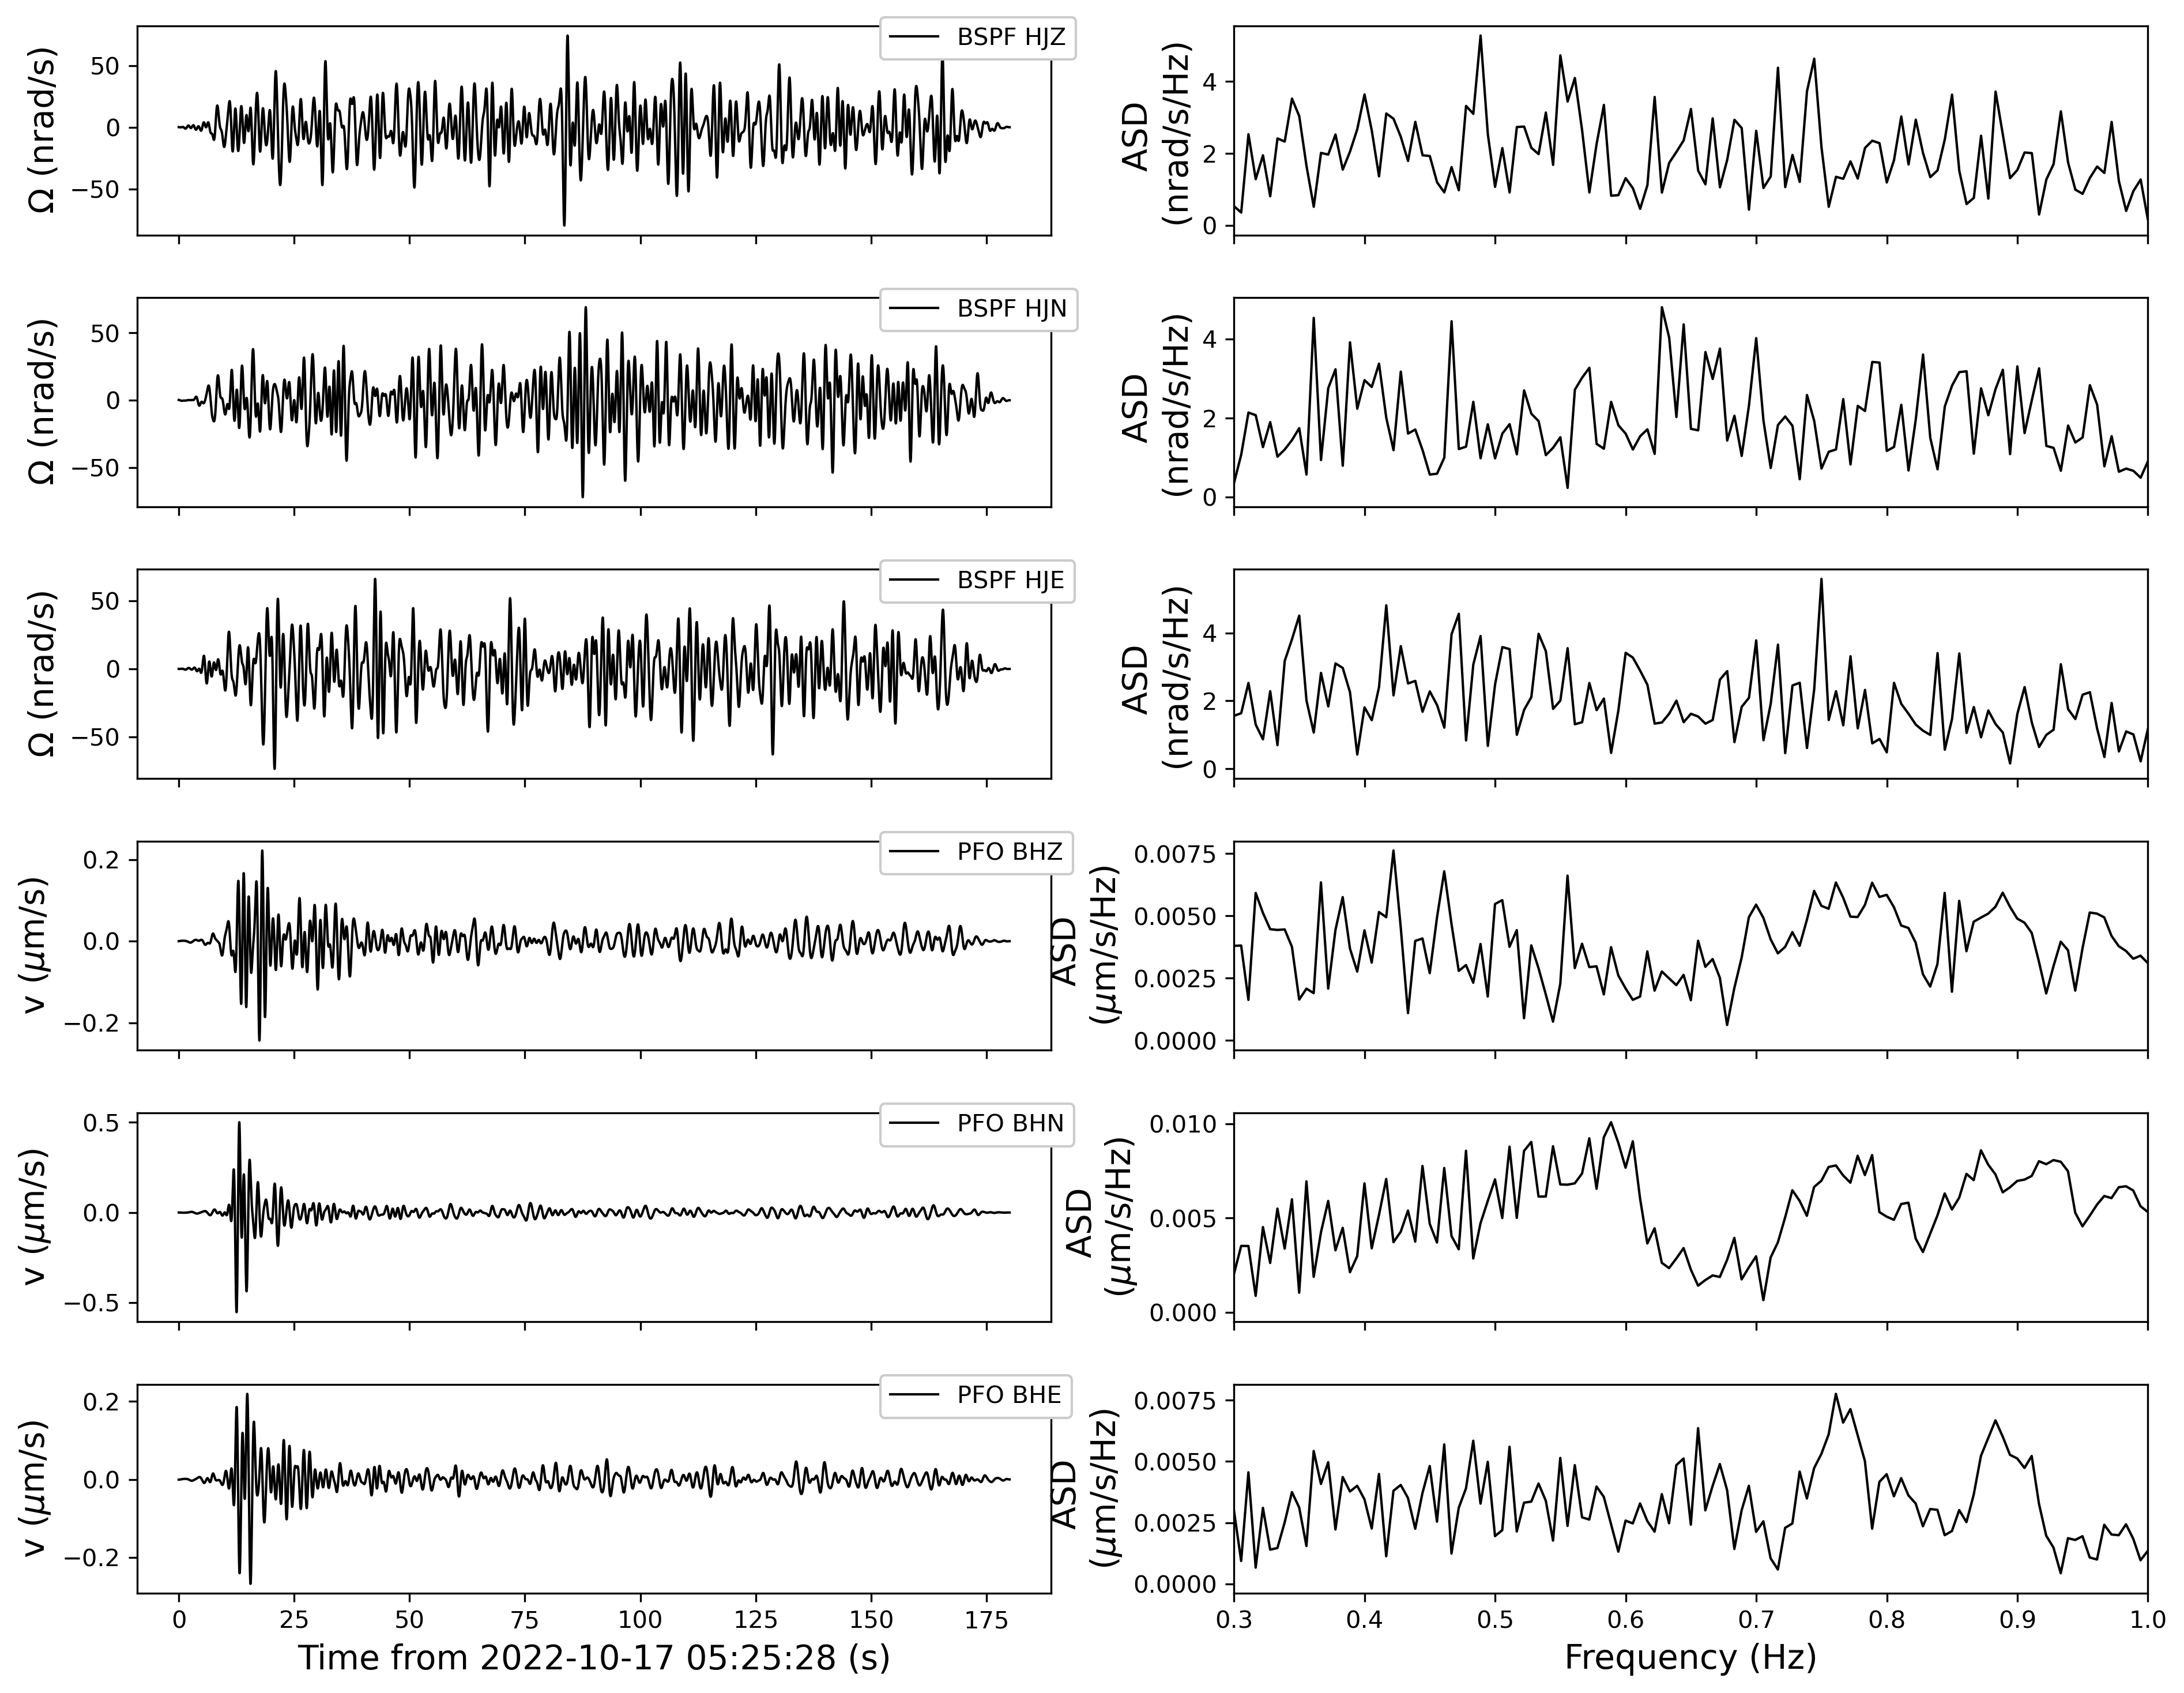 BSPF HJZ
Ω (nrad/s)
50
0
−50
ASD
(nrad/s/Hz)
4
2
0
BSPF HJN
Ω (nrad/s)
50
0
−50
ASD
(nrad/s/Hz)
4
2
0
BSPF HJE
Ω (nrad/s)
50
0
−50
ASD
(nrad/s/Hz)
4
2
0
PFO BHZ
v (μm/s)
0.2
0.0
−0.2
ASD
(μm/s/Hz)
0.0075
0.0050
0.0025
0.0000
PFO BHN
v (μm/s)
0.5
0.0
−0.5
ASD
(μm/s/Hz)
0.010
0.005
0.000
PFO BHE
v (μm/s)
0.2
0.0
−0.2
ASD
(μm/s/Hz)
0.0075
0.0050
0.0025
0.0000
0 25 50 75 100 125 150 175
Time from 2022-10-17 05:25:28 (s)
0.3 0.4 0.5 0.6 0.7 0.8 0.9 1.0
Frequency (Hz)